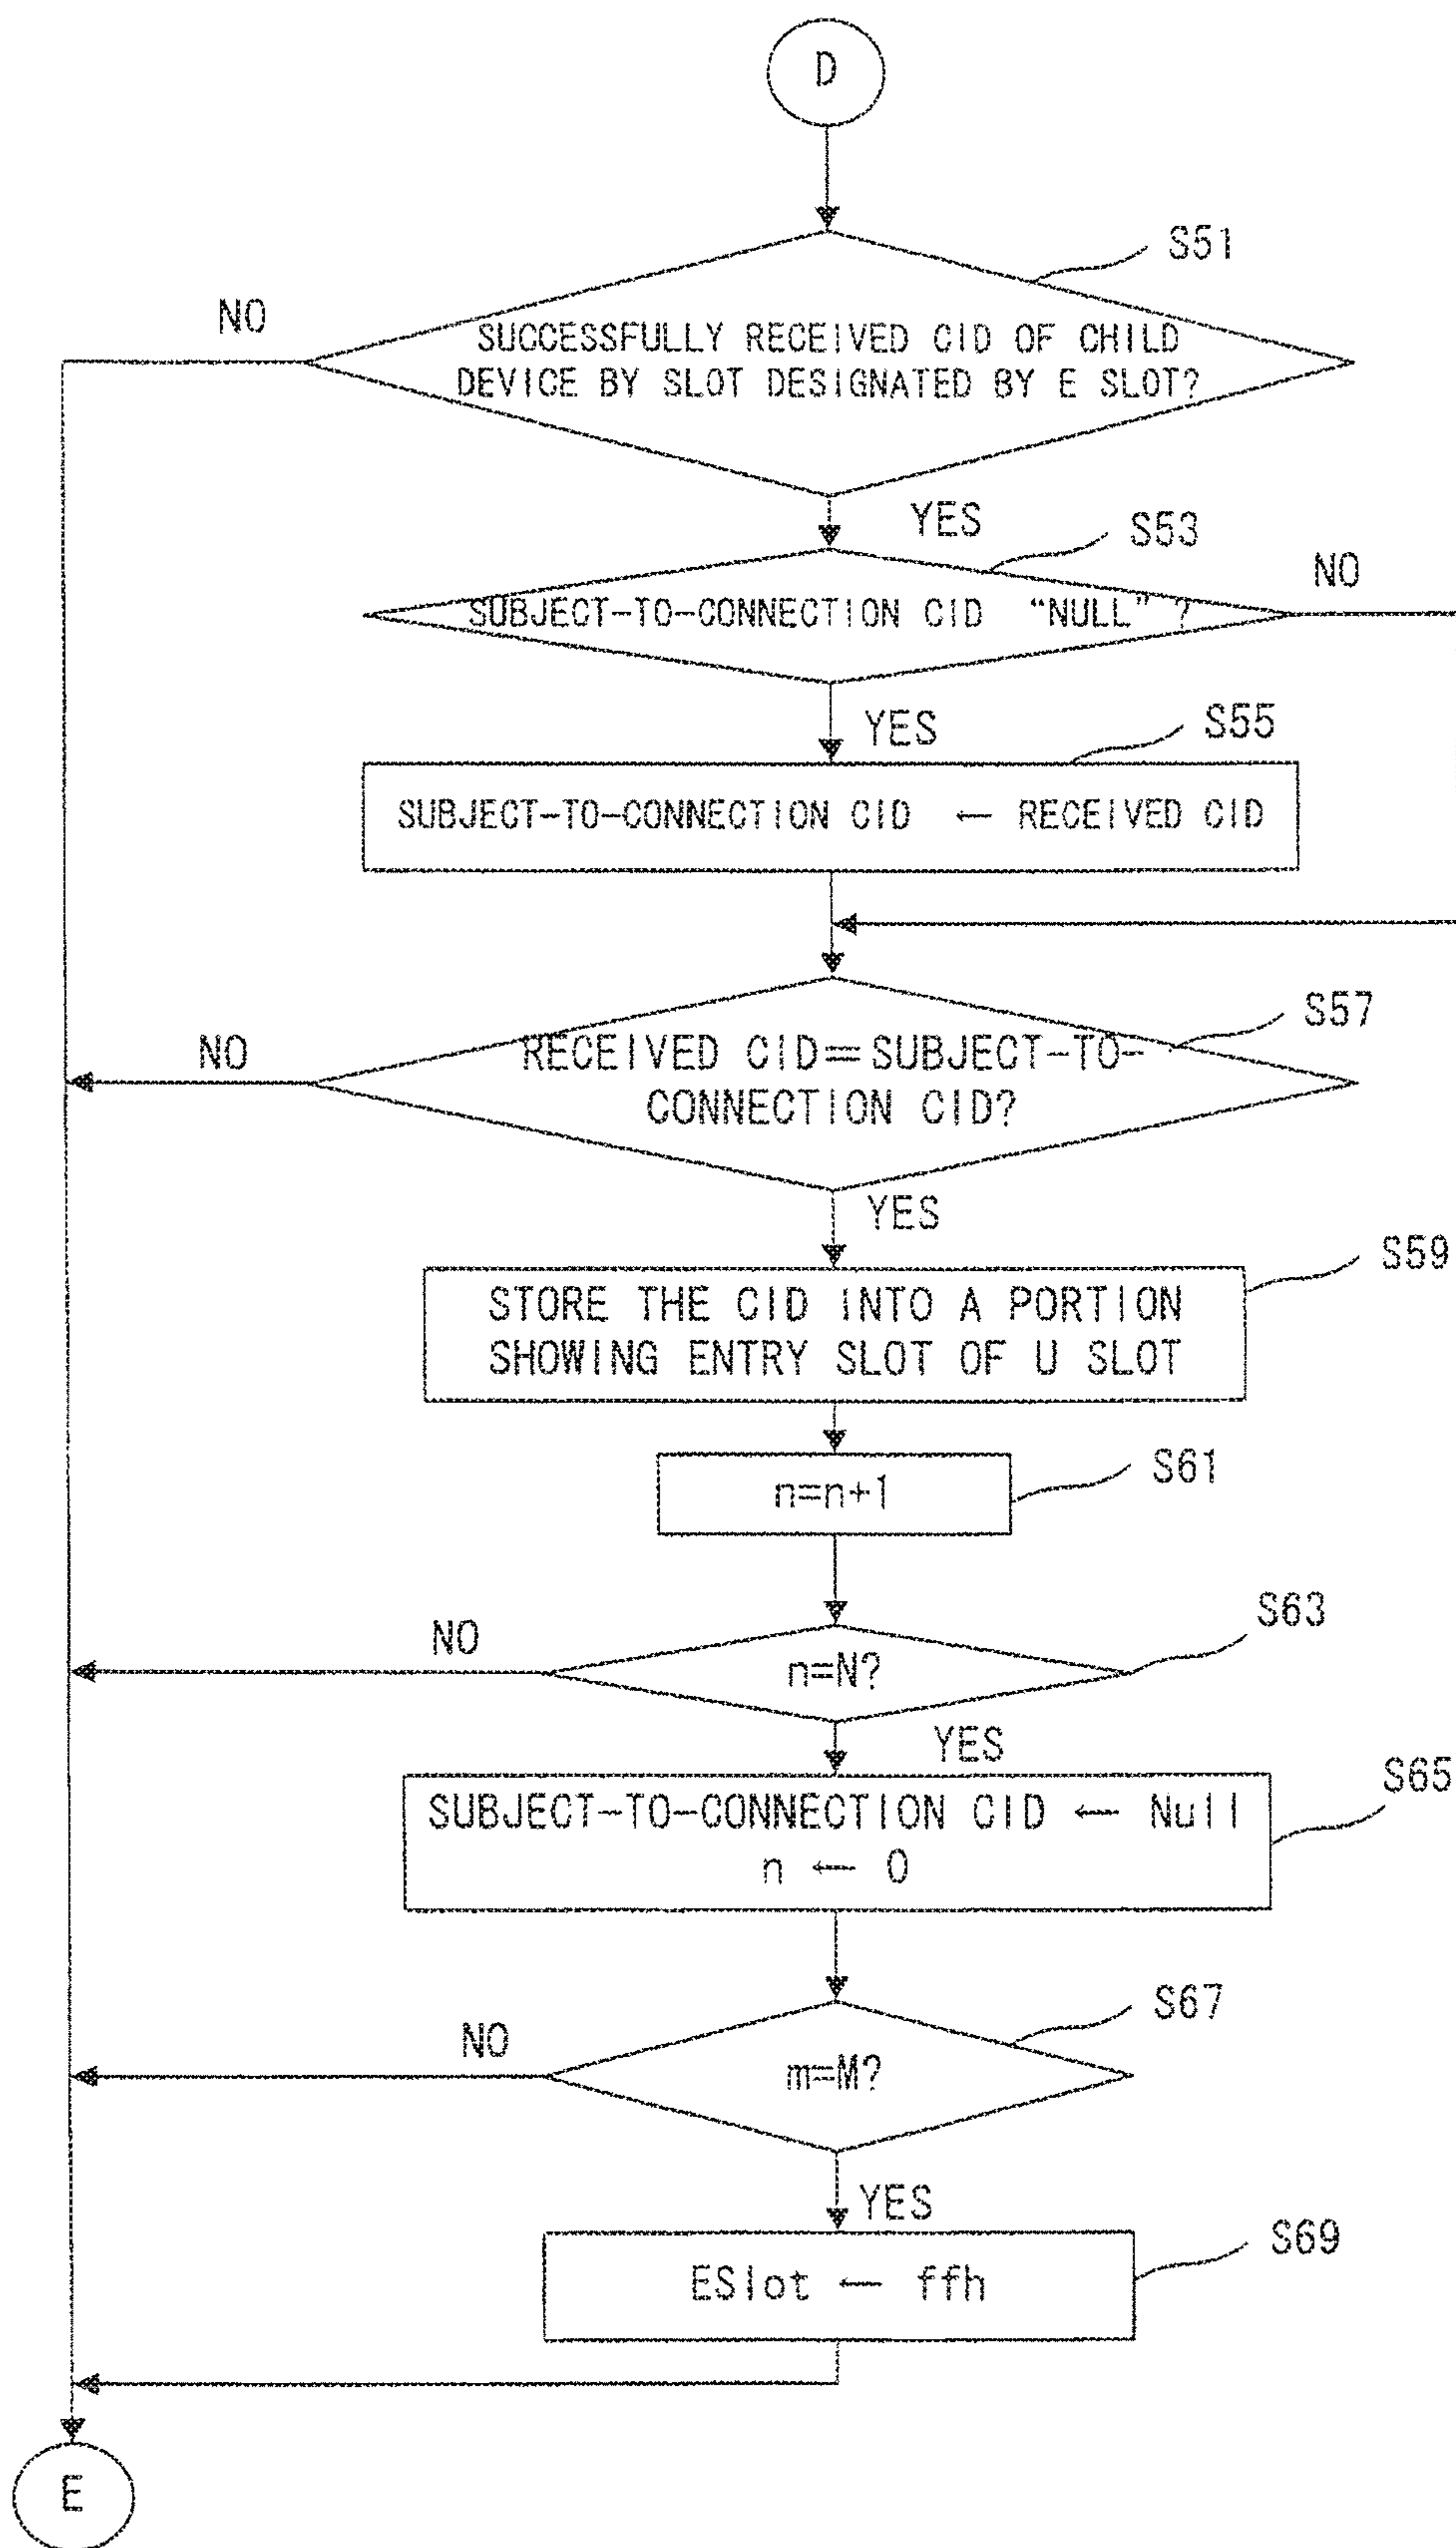 D
S51
NO
SUCCESSFULLY RECEIVED CID OF CHILD
DEVICE BY SLOT DESIGNATED BY E SLOT?
YES
S53
NO
SUBJECT-TO-CONNECTION CID “NULL” ?
YES
S55
SUBJECT-TO-CONNECTION CID ← RECEIVED CID
S57
NO
RECEIVED CID=SUBJECT-TO-
CONNECTION CID?
YES
S59
STORE THE CID INTO A PORTION
SHOWING ENTRY SLOT OF U SLOT
S61
n=n+1
S63
NO
n=N?
YES
S65
SUBJECT-TO-CONNECTION CID ← Null
n ← 0
S67
NO
m=M?
YES
S69
ESlot ← ffh
E